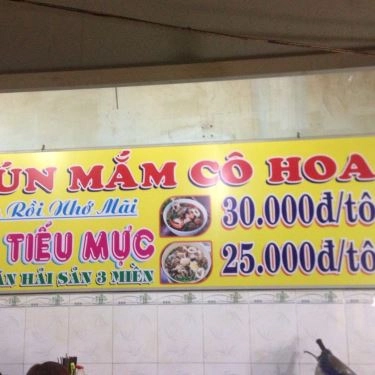 ÚN MẮM CÔ HOA
Rồi Nhớ Mãi
30.000đ/tô
TIẾU MỰC
HẢI SẢN 3 MIỀN
25.000đ/tô